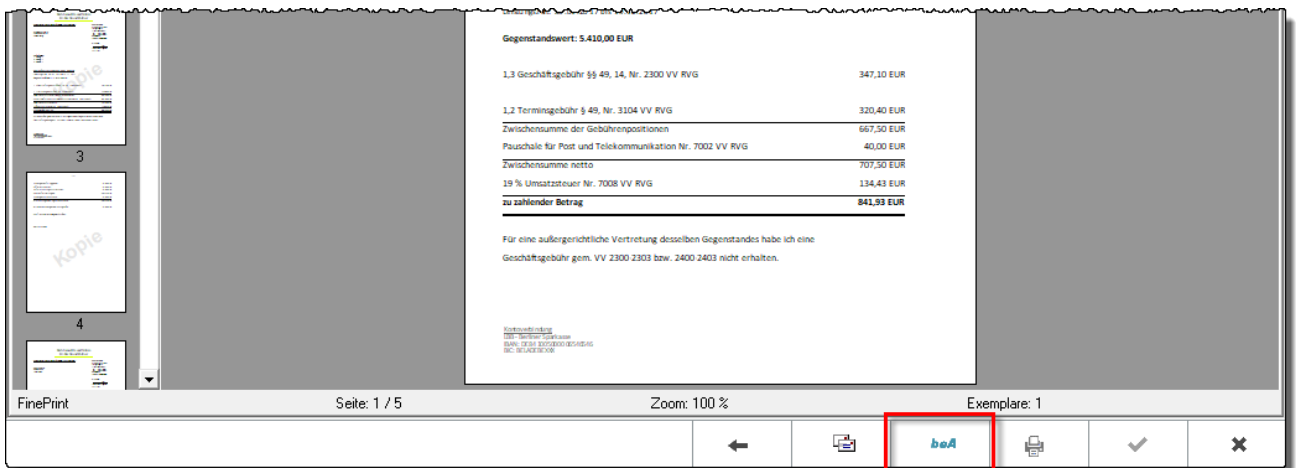 Gegenstandswert: 5.410,00 EUR
1,3 Geschäftsgebühr §§ 49, 14, Nr. 2300 VV RVG 347,10 EUR
1,2 Terminsgebühr § 49, Nr. 3104 VV RVG 320,40 EUR
Zwischensumme der Gebührenpositionen 667,50 EUR
Pauschale für Post und Telekommunikation Nr. 7002 VV RVG 40,00 EUR
Zwischensumme netto 707,50 EUR
19 % Umsatzsteuer Nr. 7008 VV RVG 134,43 EUR
zu zahlender Betrag 841,93 EUR
Für eine außergerichtliche Vertretung desselben Gegenstandes habe ich eine
Geschäftsgebühr gem. VV 2300 2303 bzw. 2400 2403 nicht erhalten.
Kontoverbindung
Berliner Sparkasse
Kopie
3
Kopie
4
FinePrint Seite: 1 / 5 Zoom: 100 % Exemplare: 1
beA